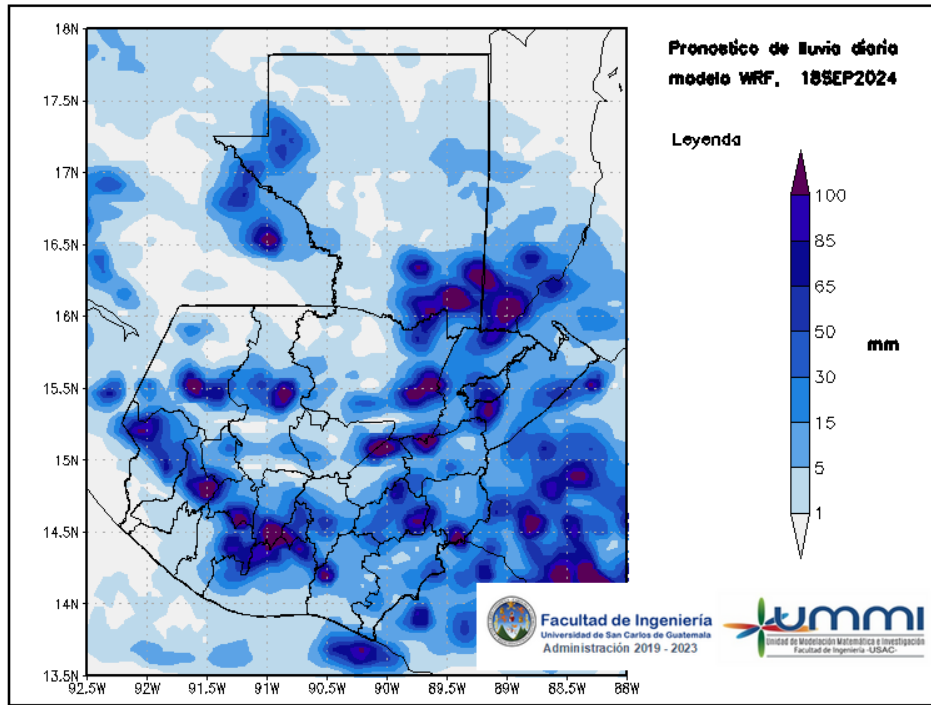 18N
17.5N
17N
16.5N
16N
15.5N
15N
14.5N
14N
13.5N
92.5W
92W
91.5W
91W
90.5W
90W
89.5W
89W
88.5W
88W
Pronostico de lluvia diaria
modelo WRF, 18SEP2024
Leyenda
100
85
65
50
30
15
5
1
mm
Facultad de Ingeniería
Universidad de San Carlos de Guatemala
Administración 2019 - 2023
UMMI
Unidad de Modelación Matemática e Investigación
Facultad de Ingeniería -USAC-